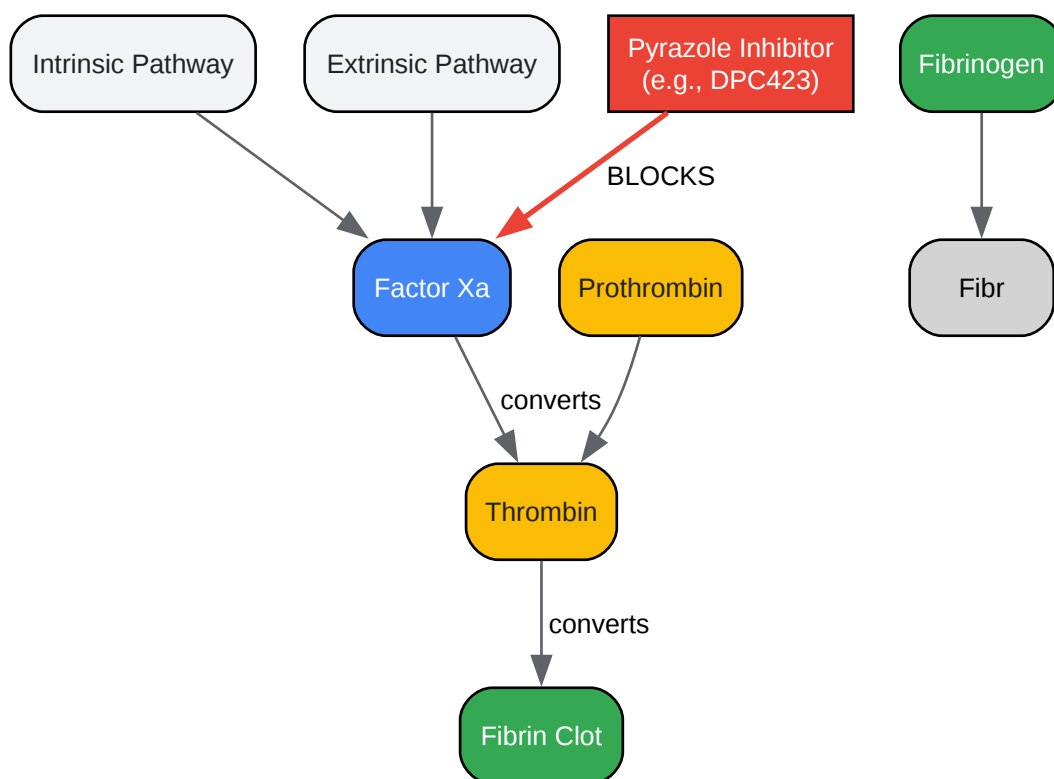 Intrinsic Pathway
Extrinsic Pathway
Pyrazole Inhibitor
(e.g., DPC423)
Fibrinogen
BLOCKS
Factor Xa
Prothrombin
Fibr
converts
Thrombin
converts
Fibrin Clot